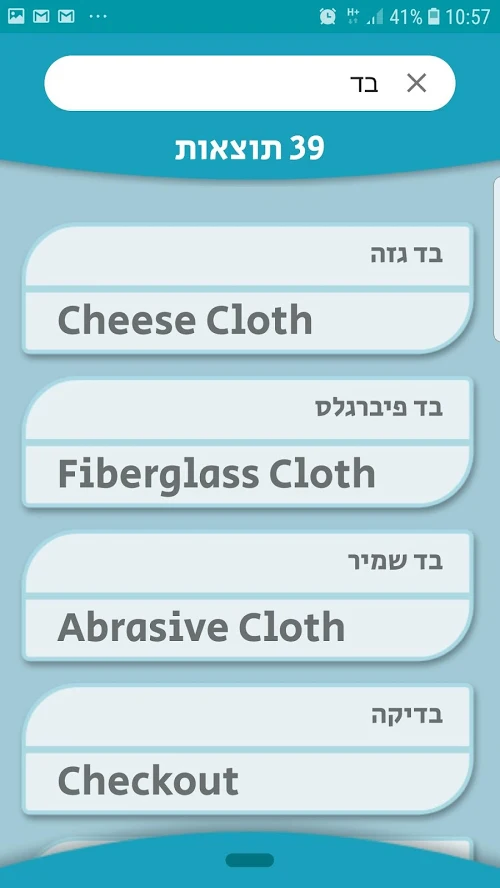 H+ 41% 10:57
בד
39 תוצאות
בד גזה
Cheese Cloth
בד פיברגלס
Fiberglass Cloth
בד שמיר
Abrasive Cloth
בדיקה
Checkout